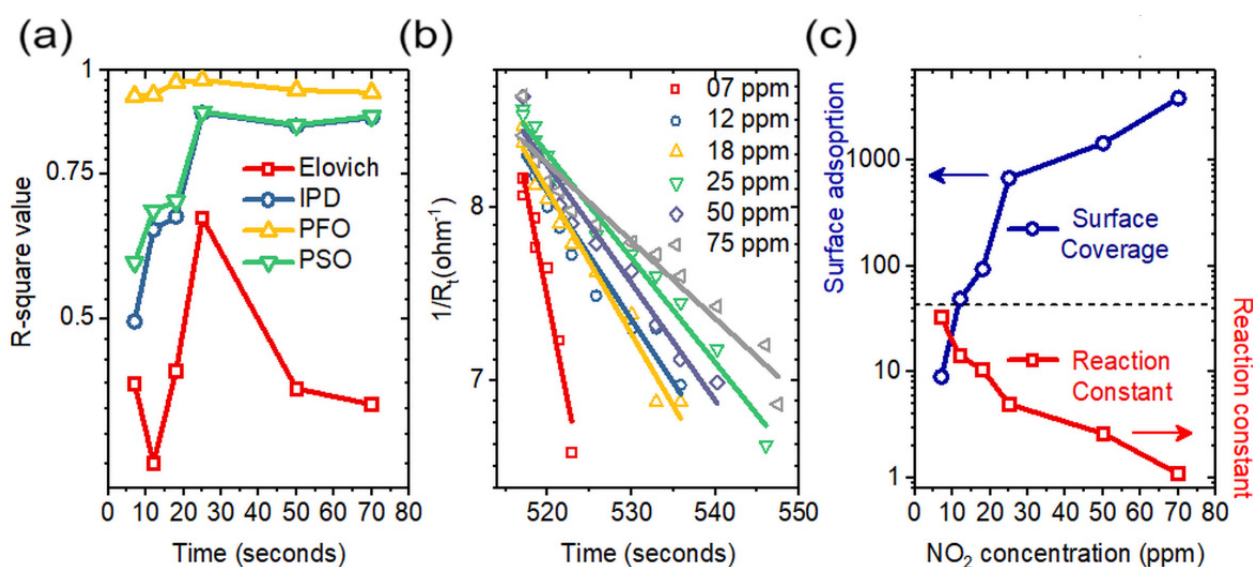 (a)
1
0.75
0.5
R-square value
Elovich
IPD
PFO
PSO
0 10 20 30 40 50 60 70 80
Time (seconds)
(b)
8
7
1/Rt(ohm-1)
07 ppm
12 ppm
18 ppm
25 ppm
50 ppm
75 ppm
520 530 540 550
Time (seconds)
(c)
Surface adsoprtion
1000
100
10
1
Surface
Coverage
Reaction
Constant
Reaction constant
0 10 20 30 40 50 60 70 80
NO2 concentration (ppm)